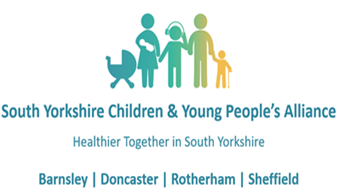 South Yorkshire Children & Young People's Alliance
Healthier Together in South Yorkshire
Barnsley | Doncaster | Rotherham | Sheffield